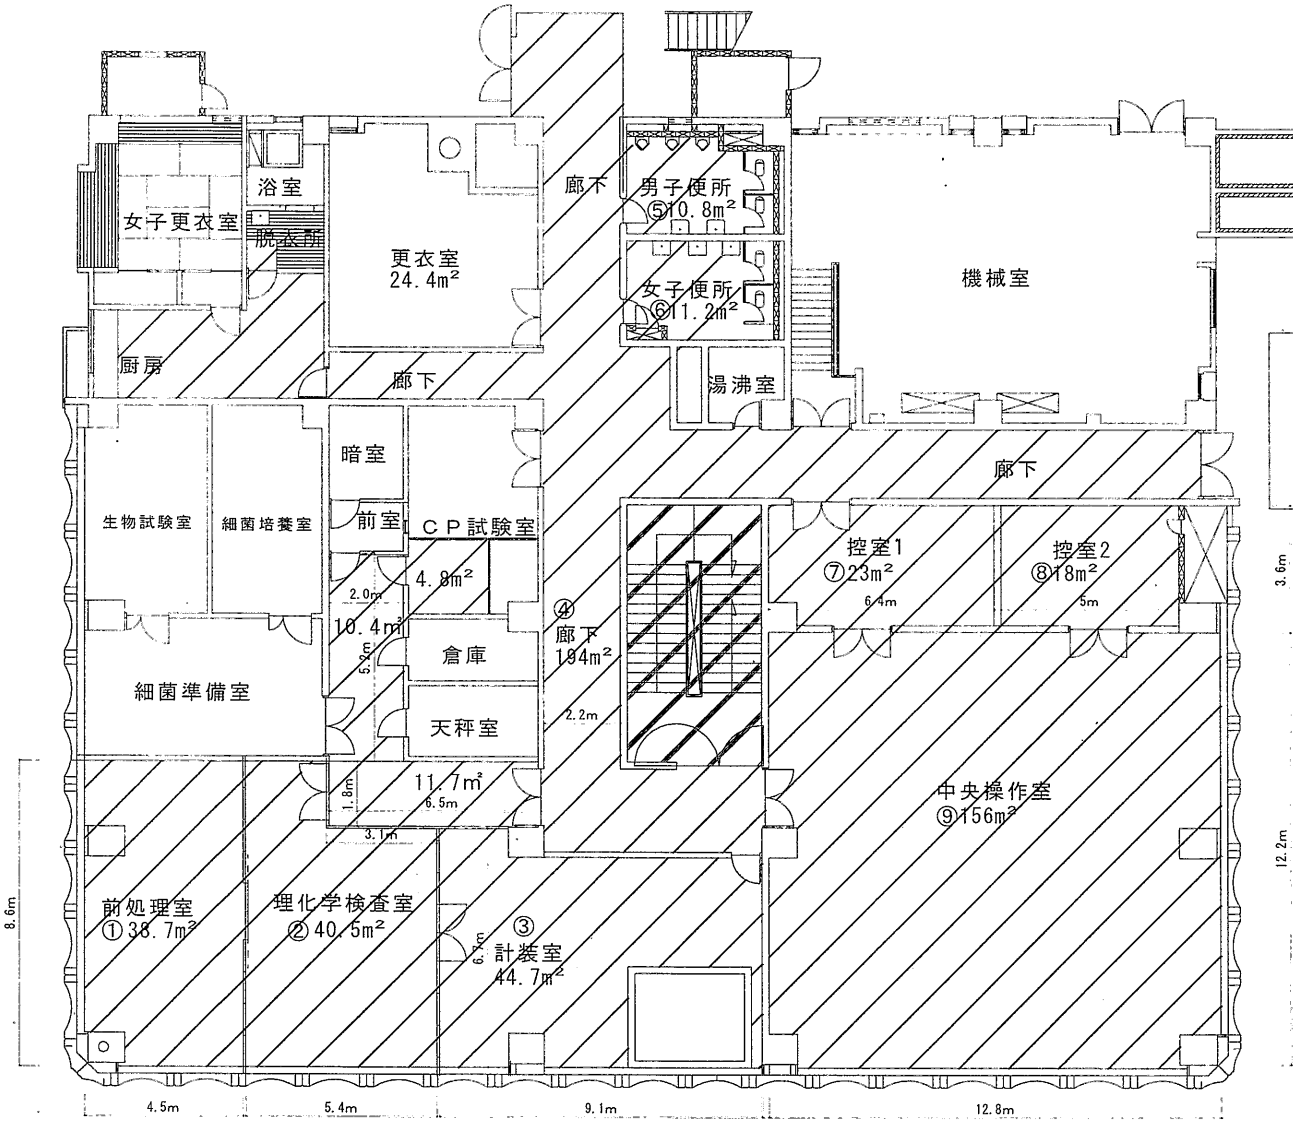 廊下
男子便所
⑤10.8m²
浴室
女子更衣室
脱衣所
更衣室
24.4m²
女子便所
⑥11.2m²
機械室
厨房
廊下
湯沸室
暗室
廊下
生物試験室
細菌培養室
前室
CP試験室
控室1
⑦23m²
控室2
⑧18m²
3.6m
4.8m²
2.0m
6.4m
5m
④
廊下
194m²
10.4㎡
5.2m
倉庫
細菌準備室
天秤室
2.2m
11.7㎡
1.8m
6.5m
3.1m
中央操作室
⑨156m²
12.2m
前処理室
①38.7m²
理化学検査室
②40.5m²
③
計装室
44.7m²
6.7m
8.6m
4.5m
5.4m
9.1m
12.8m